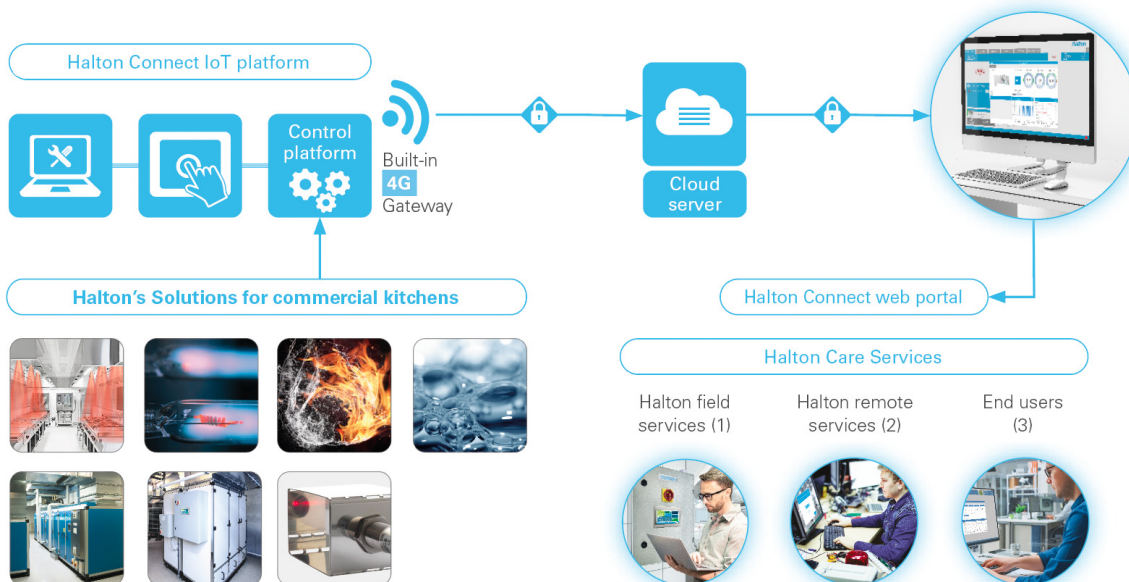 Halton Connect IoT platform
Control
platform
Built-in
4G
Gateway
Cloud
server
Halton's Solutions for commercial kitchens
Halton Connect web portal
Halton Care Services
Halton field
services (1)
Halton remote
services (2)
End users
(3)